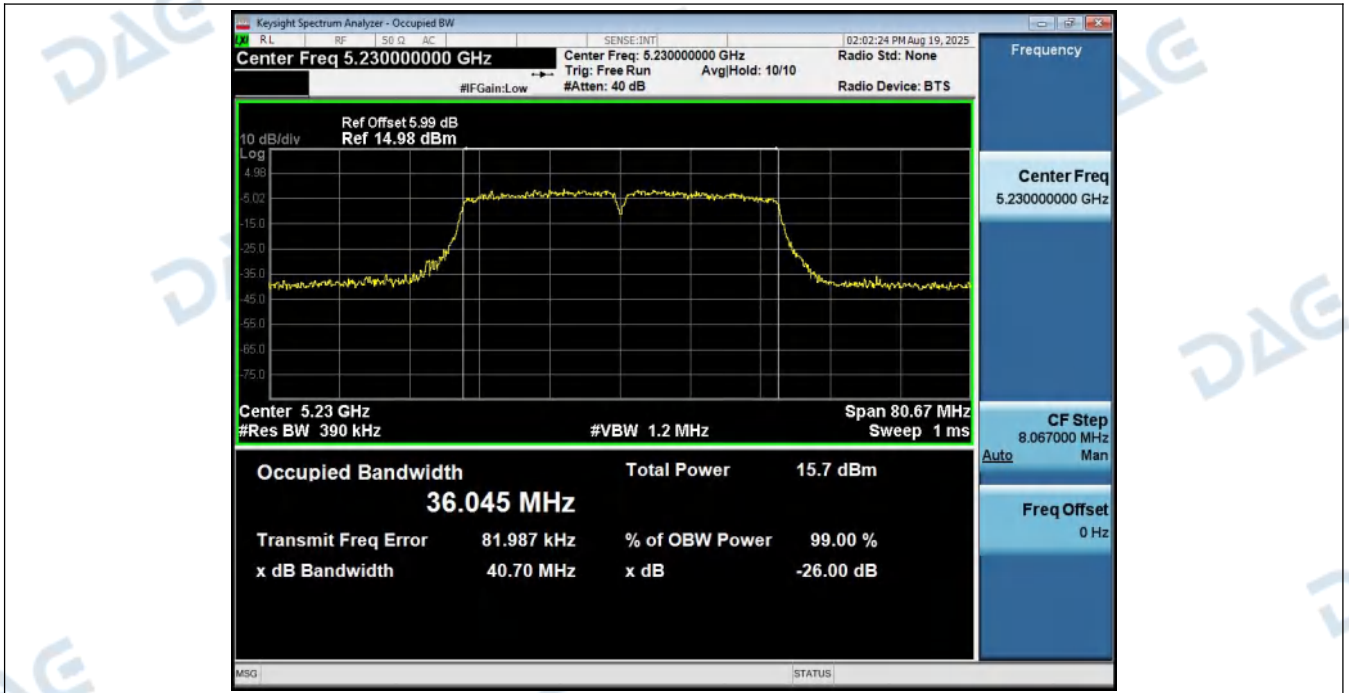 Keysight Spectrum Analyzer - Occupied BW
LXI RL RF 50 Ω AC SENSE:INT 02:02:24 PM Aug 19, 2025
Center Freq 5.230000000 GHz
Center Freq: 5.230000000 GHz
Radio Std: None
Trig: Free Run Avg|Hold: 10/10
#IFGain:Low #Atten: 40 dB Radio Device: BTS
Ref Offset 5.99 dB
10 dB/div Ref 14.98 dBm
Log
4.98
-5.02
-15.0
-25.0
-35.0
-45.0
-55.0
-65.0
-75.0
Center 5.23 GHz Span 80.67 MHz
#Res BW 390 kHz #VBW 1.2 MHz Sweep 1 ms
Occupied Bandwidth Total Power 15.7 dBm
36.045 MHz
Transmit Freq Error 81.987 kHz % of OBW Power 99.00 %
x dB Bandwidth 40.70 MHz x dB -26.00 dB
MSG STATUS
Frequency
Center Freq
5.230000000 GHz
CF Step
8.067000 MHz
Auto Man
Freq Offset
0 Hz
DAG
DAG
DAG